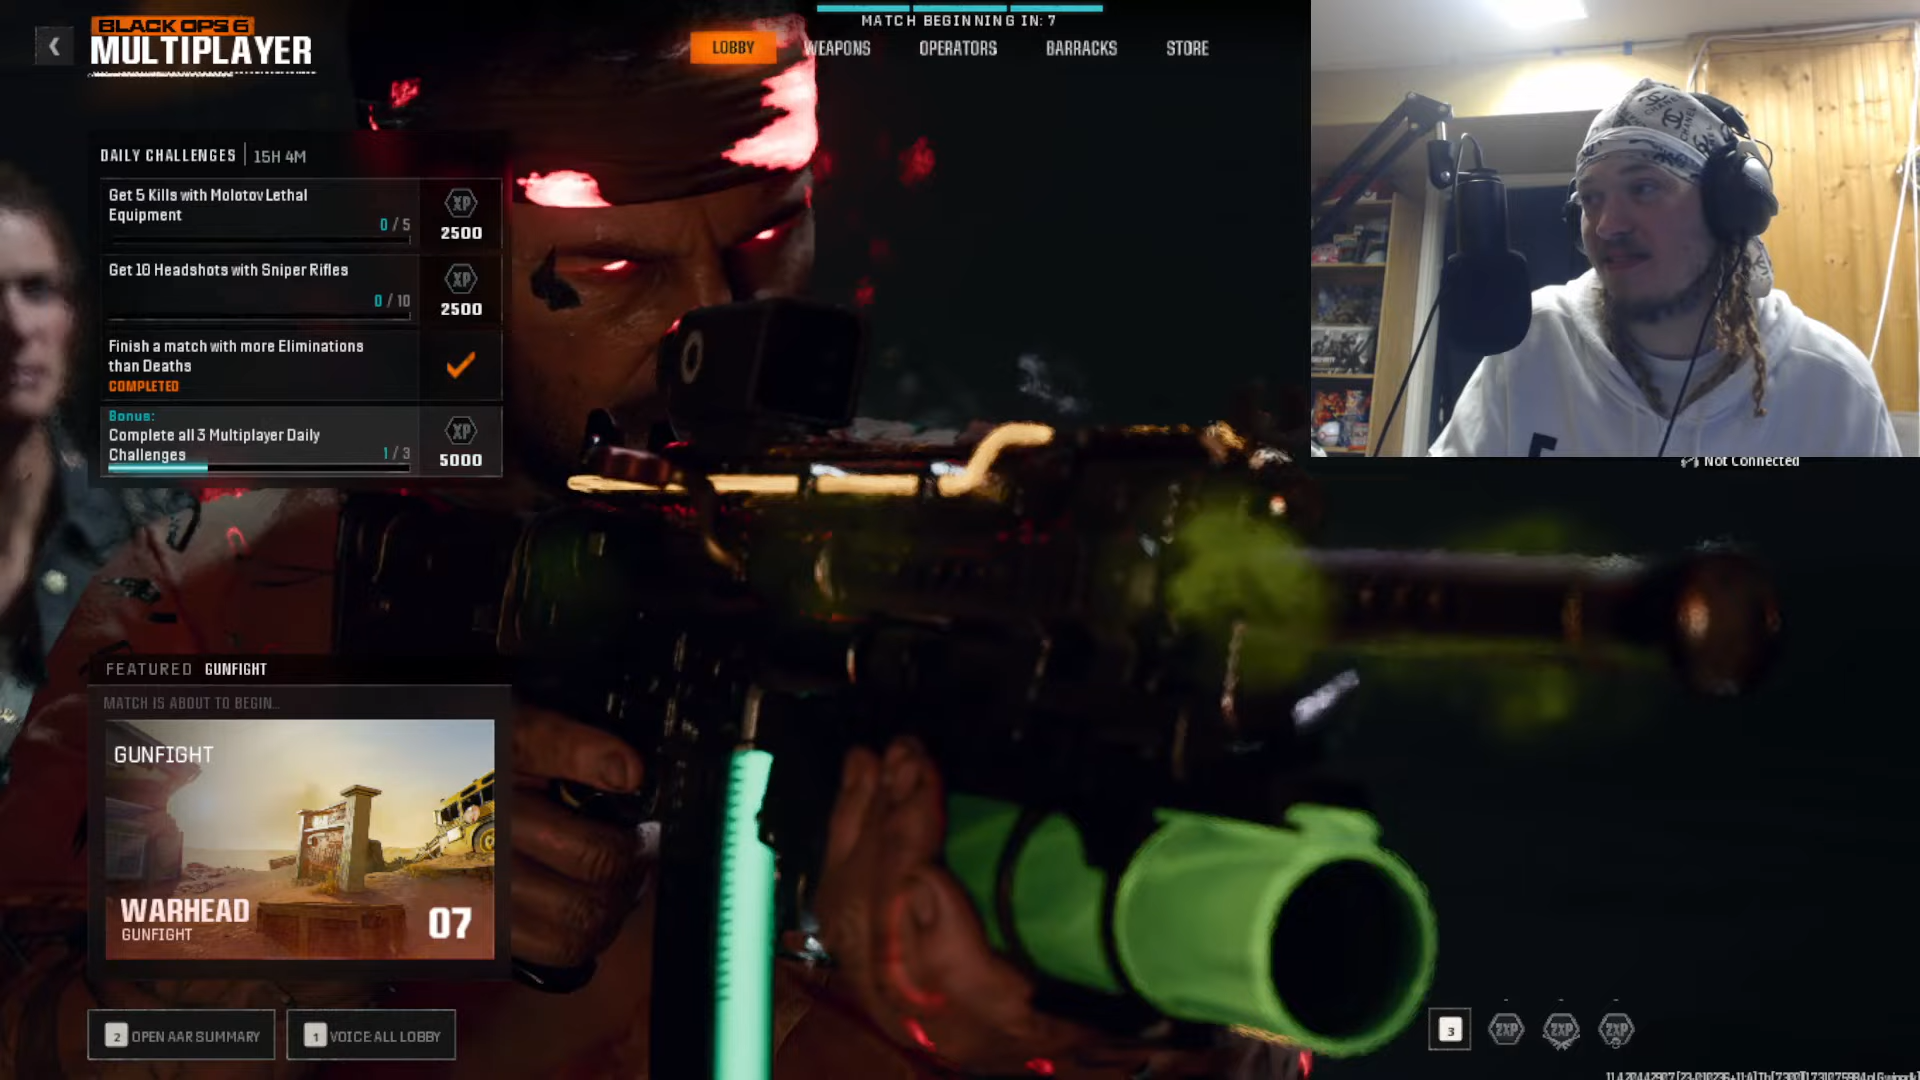 BLACK OPS 6
MULTIPLAYER
MATCH BEGINNING IN: 7
LOBBY
WEAPONS
OPERATORS
BARRACKS
STORE
DAILY CHALLENGES
15H 4M
Get 5 Kills with Molotov Lethal
Equipment
0 / 5
XP
2500
Get 10 Headshots with Sniper Rifles
0 / 10
XP
2500
Finish a match with more Eliminations
than Deaths
COMPLETED
Bonus:
Complete all 3 Multiplayer Daily
Challenges
1 / 3
XP
5000
CHANEL
Not Connected
FEATURED GUNFIGHT
MATCH IS ABOUT TO BEGIN...
GUNFIGHT
WARHEAD
GUNFIGHT
07
2 OPEN AAR SUMMARY
1 VOICE ALL LOBBY
3
2XP
2XP
2XP